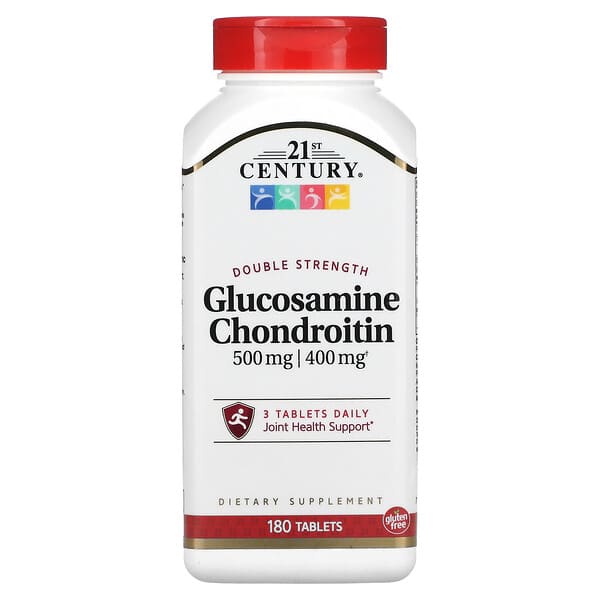 21ST
CENTURY®
DOUBLE STRENGTH
Glucosamine
Chondroitin
500 mg | 400 mg†
3 TABLETS DAILY
Joint Health Support*
DIETARY SUPPLEMENT
180 TABLETS
gluten
free